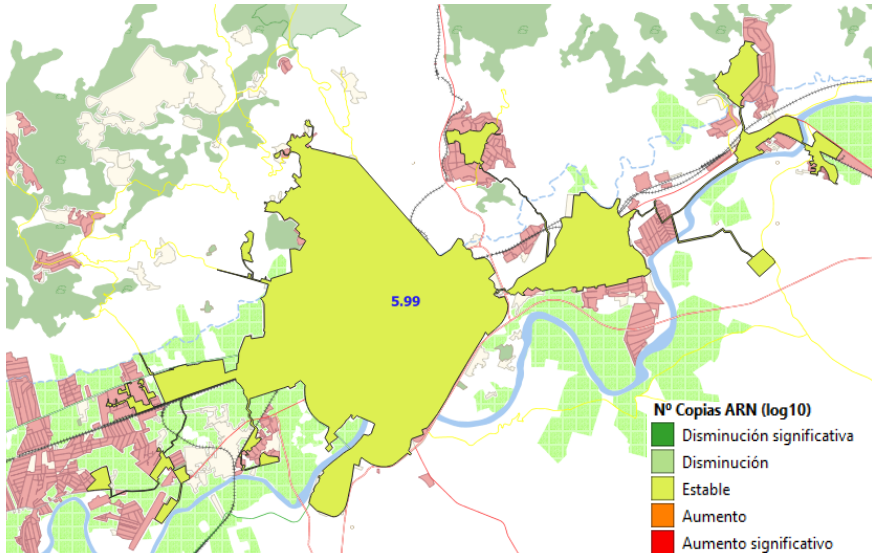 5.99
Nº Copias ARN (log10)
Disminución significativa
Disminución
Estable
Aumento
Aumento significativo